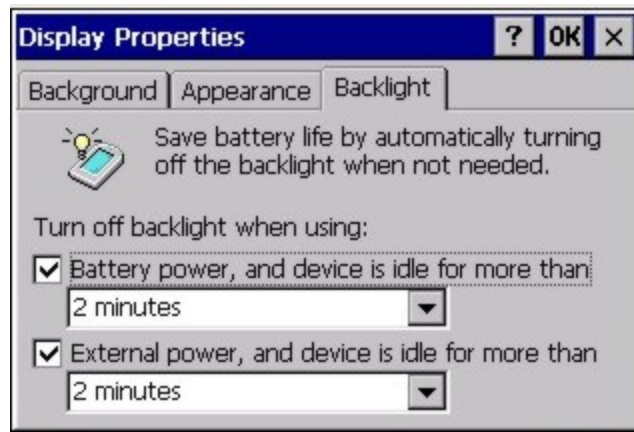 Display Properties ? OK ×
Background Appearance Backlight
Save battery life by automatically turning
off the backlight when not needed.
Turn off backlight when using:
Battery power, and device is idle for more than
2 minutes
External power, and device is idle for more than
2 minutes